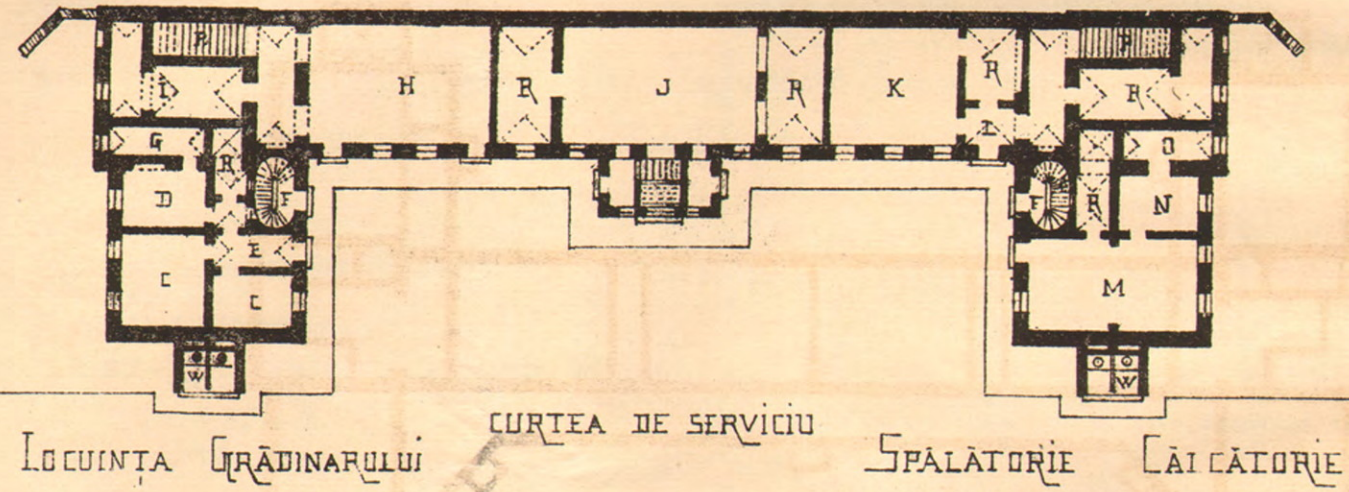 R R
H R J R K R
I R
L
G R O
D F F R N
E
C C M
W W
CURTEA DE SERVICIU
LOCUINȚA GRĂDINARULUI SPĂLĂTORIE CĂLCĂTORIE